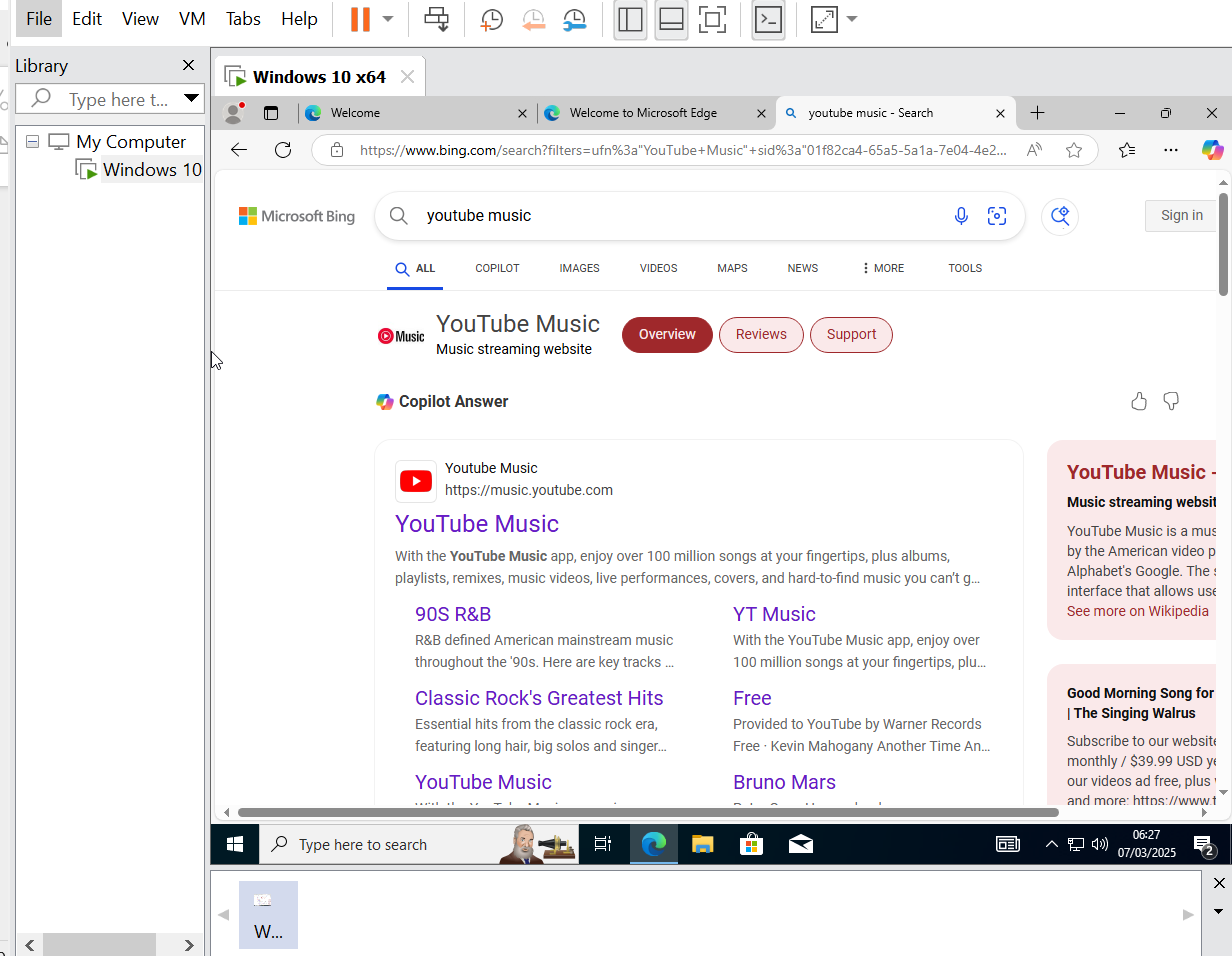 File Edit View VM Tabs Help
Library
Type here t...
My Computer
Windows 10
Windows 10 x64
Welcome
Welcome to Microsoft Edge
youtube music - Search
https://www.bing.com/search?filters=ufn%3a"YouTube+Music"+sid%3a"01f82ca4-65a5-5a1a-7e04-4e2...
Microsoft Bing
youtube music
Sign in
ALL COPILOT IMAGES VIDEOS MAPS NEWS MORE TOOLS
Music
YouTube Music
Music streaming website
Overview Reviews Support
Copilot Answer
Youtube Music
https://music.youtube.com
YouTube Music
With the YouTube Music app, enjoy over 100 million songs at your fingertips, plus albums,
playlists, remixes, music videos, live performances, covers, and hard-to-find music you can't g...
90S R&B
R&B defined American mainstream music
throughout the '90s. Here are key tracks ...
YT Music
With the YouTube Music app, enjoy over
100 million songs at your fingertips, plu...
Classic Rock's Greatest Hits
Essential hits from the classic rock era,
featuring long hair, big solos and singer...
Free
Provided to YouTube by Warner Records
Free · Kevin Mahogany Another Time An...
YouTube Music
Bruno Mars
YouTube Music -
Music streaming websit
YouTube Music is a mus
by the American video p
Alphabet's Google. The s
interface that allows use
See more on Wikipedia
Good Morning Song for
| The Singing Walrus
Subscribe to our website
monthly / $39.99 USD ye
our videos ad free, plus
and more: https://www.t
Type here to search
06:27
07/03/2025
2
W...